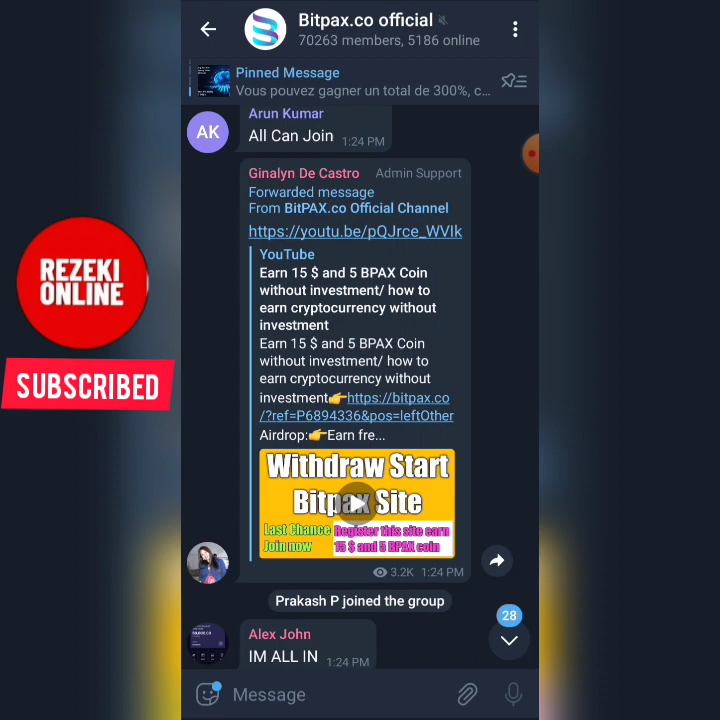 Bitpax.co official
70263 members, 5186 online
Pinned Message
Vous pouvez gagner un total de 300%, c...
Arun Kumar
AK
All Can Join 1:24 PM
Ginalyn De Castro Admin Support
Forwarded message
From BitPAX.co Official Channel
https://youtu.be/pQJrce_WVIk
YouTube
Earn 15 $ and 5 BPAX Coin
without investment/ how to
earn cryptocurrency without
investment
Earn 15 $ and 5 BPAX Coin
without investment/ how to
earn cryptocurrency without
investment👉https://bitpax.co
/?ref=P6894336&pos=leftOther
Airdrop:👉Earn fre...
Withdraw Start
Bitpax Site
Last Chance
Join now
Register this site earn
15 $ and 5 BPAX coin
3.2K 1:24 PM
Prakash P joined the group
28
Alex John
IM ALL IN 1:24 PM
Message
REZEKI
ONLINE
SUBSCRIBED